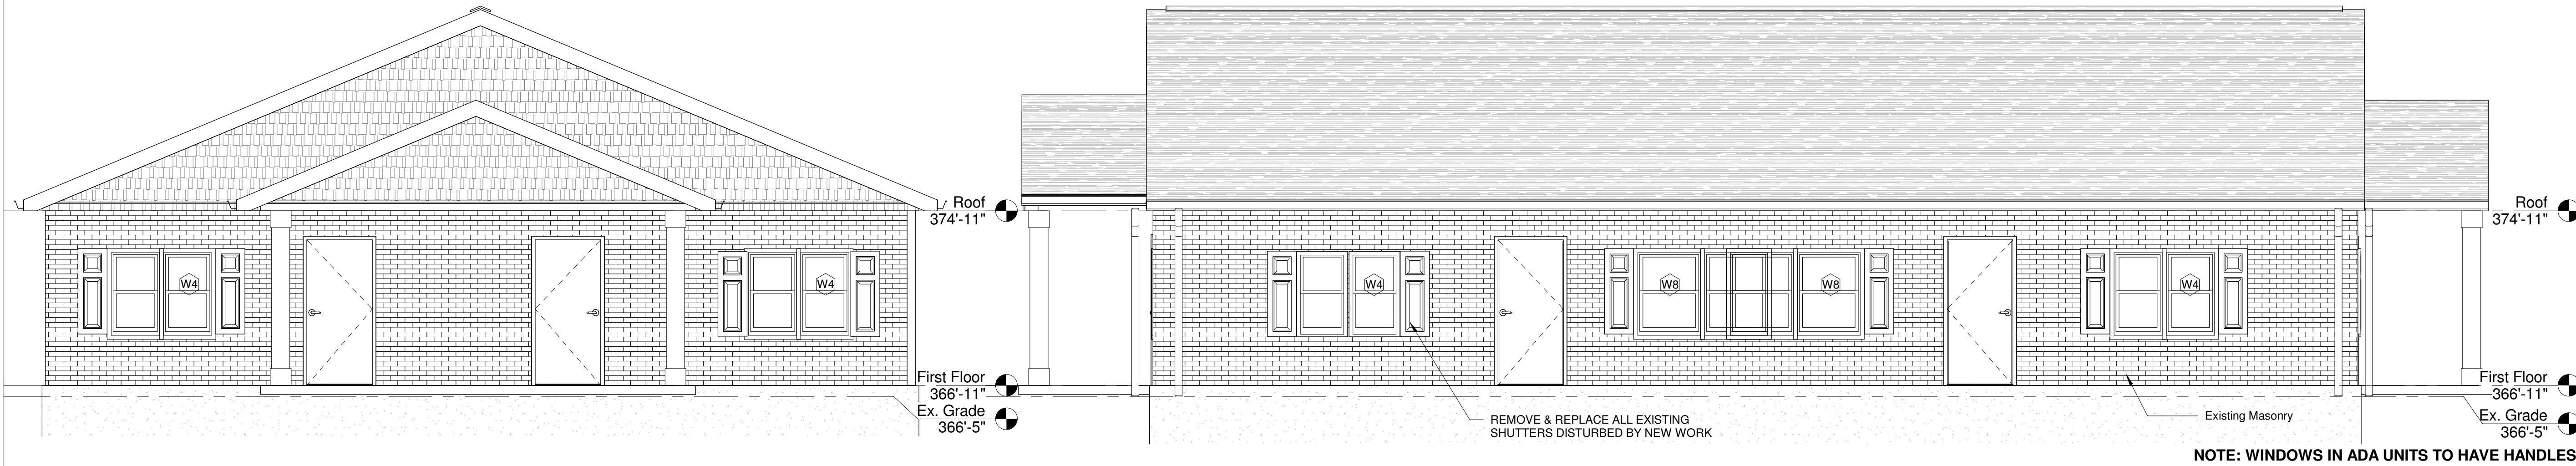 Roof
374'-11"
W4
W4
First Floor
366'-11"
Ex. Grade
366'-5"
Roof
374'-11"
W4
W8
W8
W4
First Floor
366'-11"
Ex. Grade
366'-5"
REMOVE & REPLACE ALL EXISTING
SHUTTERS DISTURBED BY NEW WORK
Existing Masonry
NOTE: WINDOWS IN ADA UNITS TO HAVE HANDLES